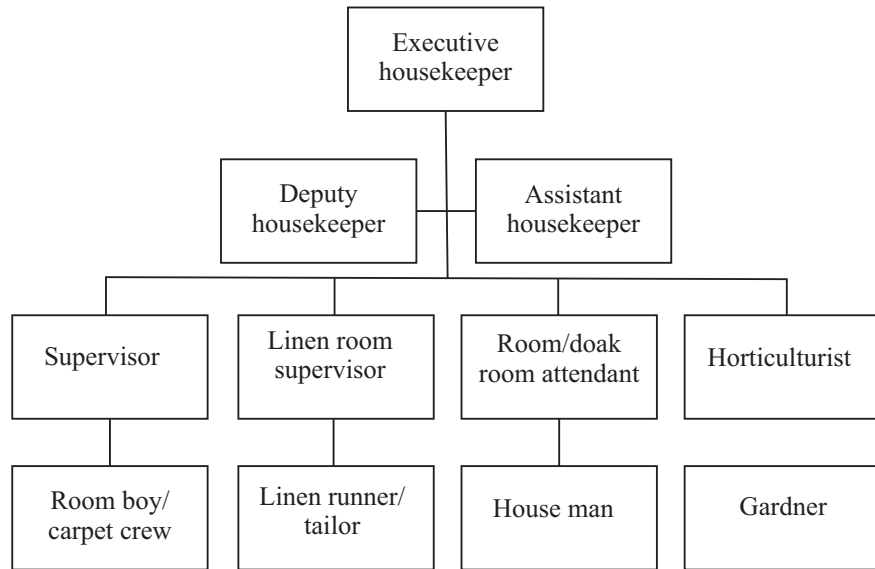 Executive
housekeeper
Deputy
housekeeper
Assistant
housekeeper
Supervisor
Linen room
supervisor
Room/doak
room attendant
Horticulturist
Room boy/
carpet crew
Linen runner/
tailor
House man
Gardner